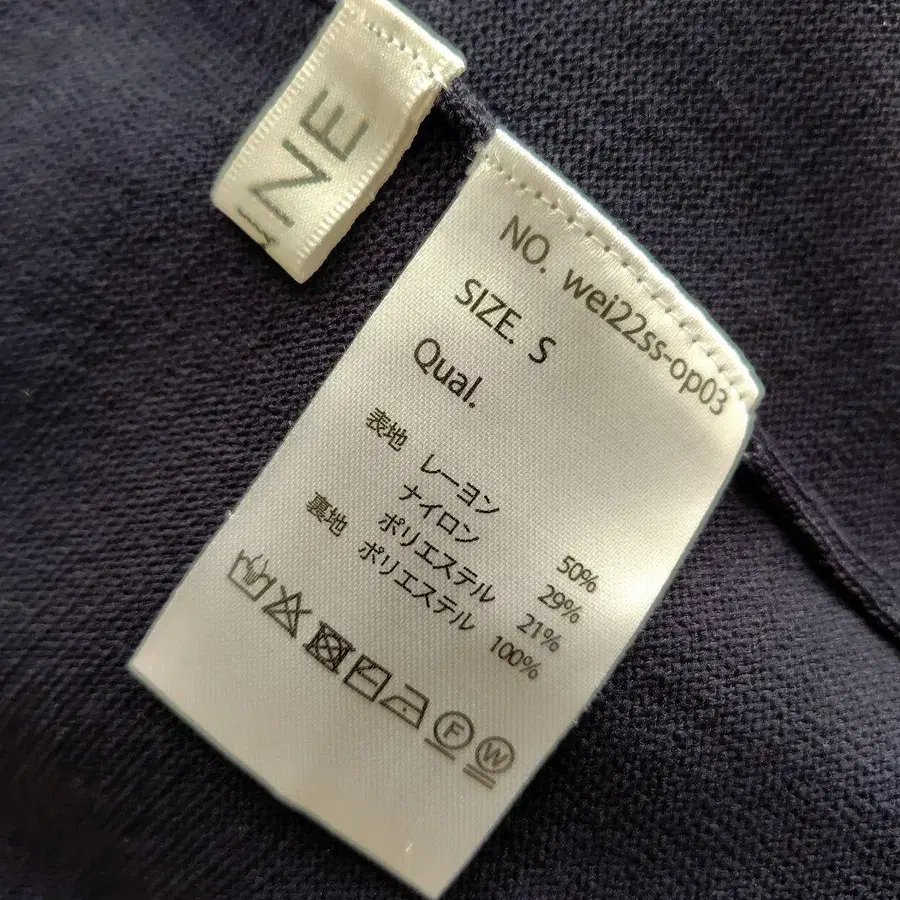 INE
NO. wei22ss-op03
SIZE. S
Qual.
表地 レーヨン 50%
ナイロン 29%
ポリエステル 21%
裏地 ポリエステル 100%
F W